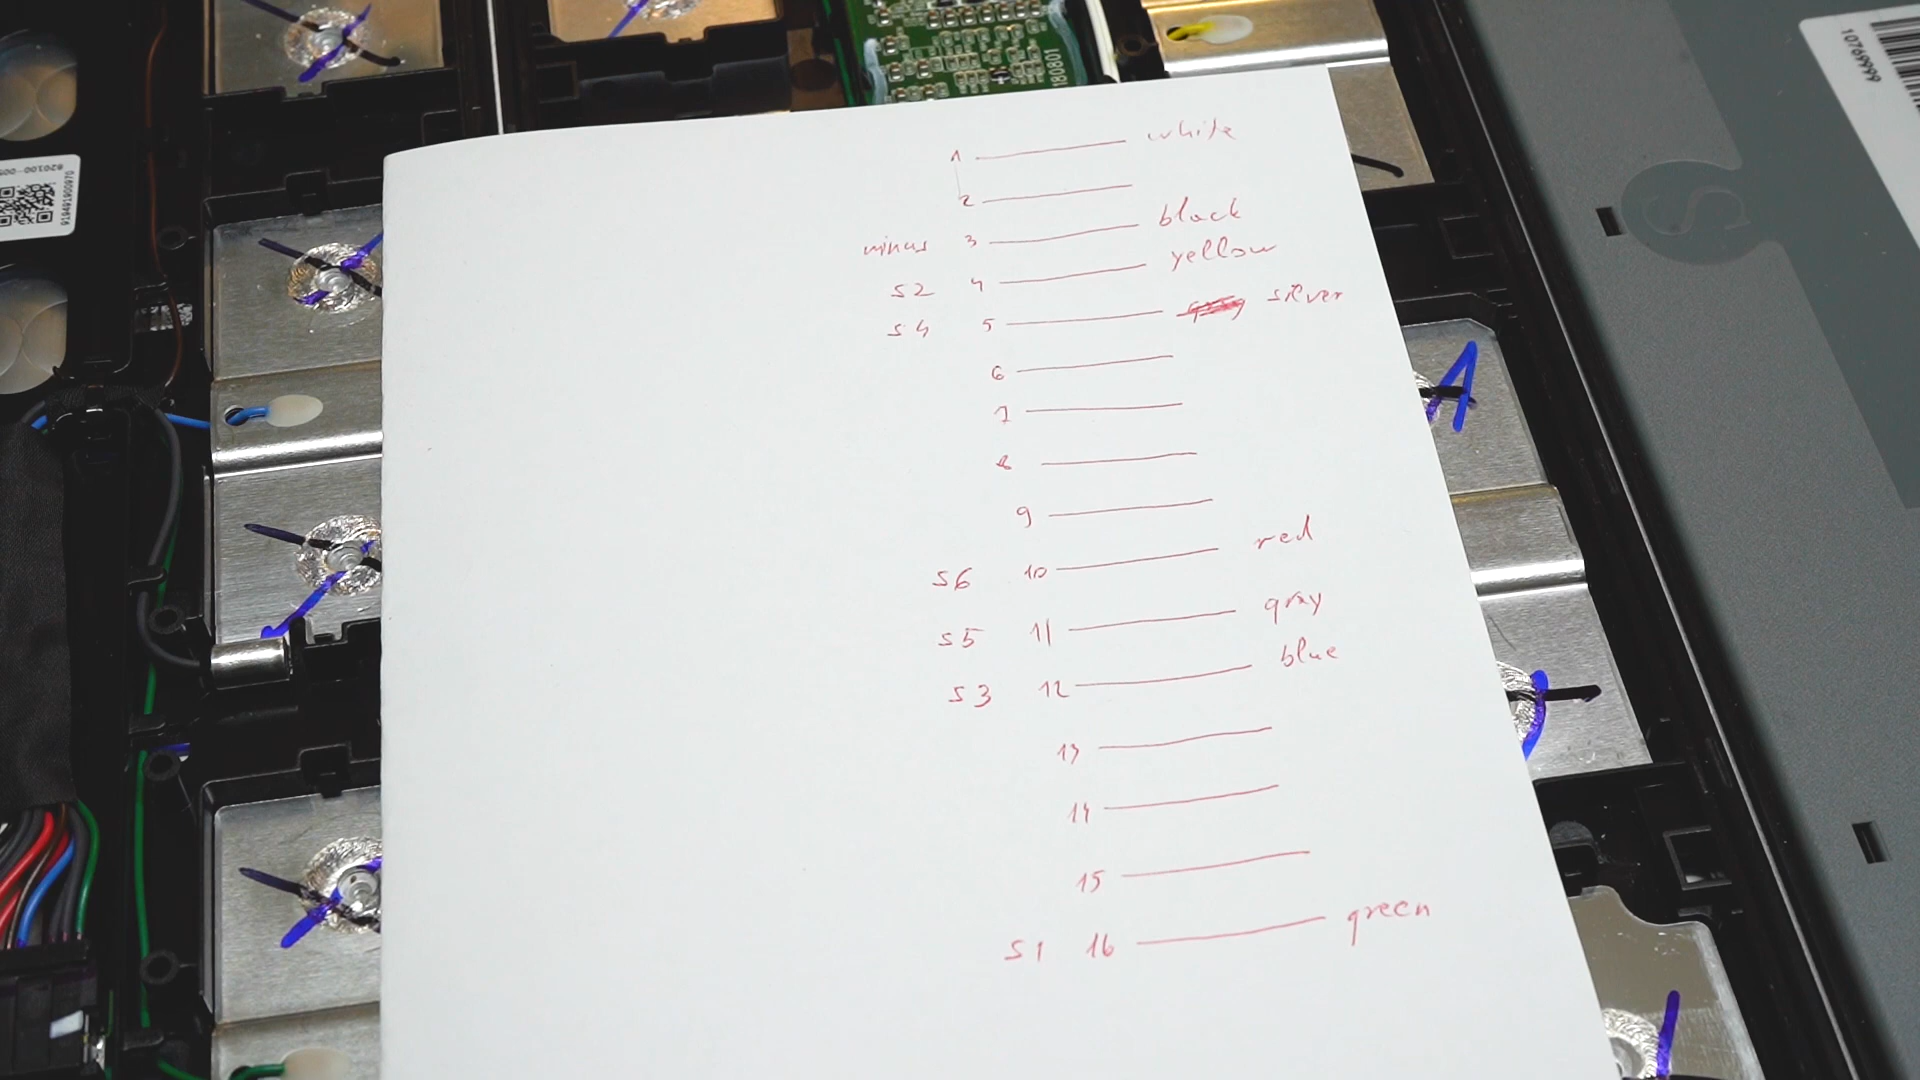 180801
10769999
1 white
2
minus 3 black
S2 4 yellow
S4 5 silver
6
7
8
9
S6 10 red
S5 11 gray
S3 12 blue
13
14
15
S1 16 green